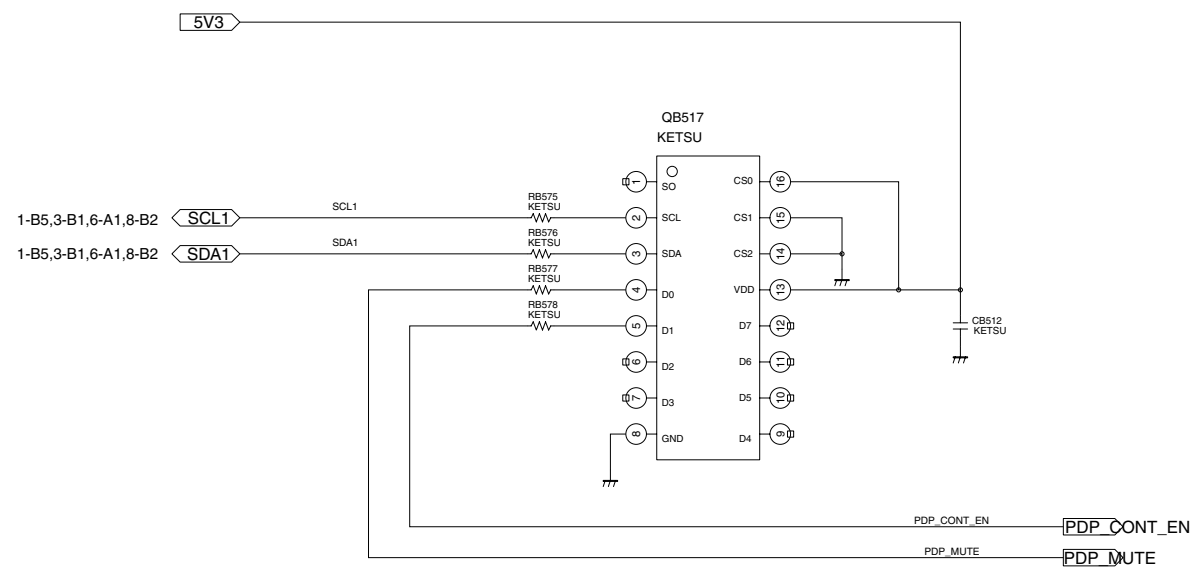 5V3
QB517
KETSU
1 SO CS0 16
1-B5,3-B1,6-A1,8-B2 SCL1 SCL1 RB575 KETSU 2 SCL CS1 15
1-B5,3-B1,6-A1,8-B2 SDA1 SDA1 RB576 KETSU 3 SDA CS2 14
RB577 KETSU 4 D0 VDD 13
RB578 KETSU 5 D1 D7 12
CB512
KETSU
6 D2 D6 11
7 D3 D5 10
8 GND D4 9
PDP_CONT_EN PDP_CONT_EN
PDP_MUTE PDP_MUTE